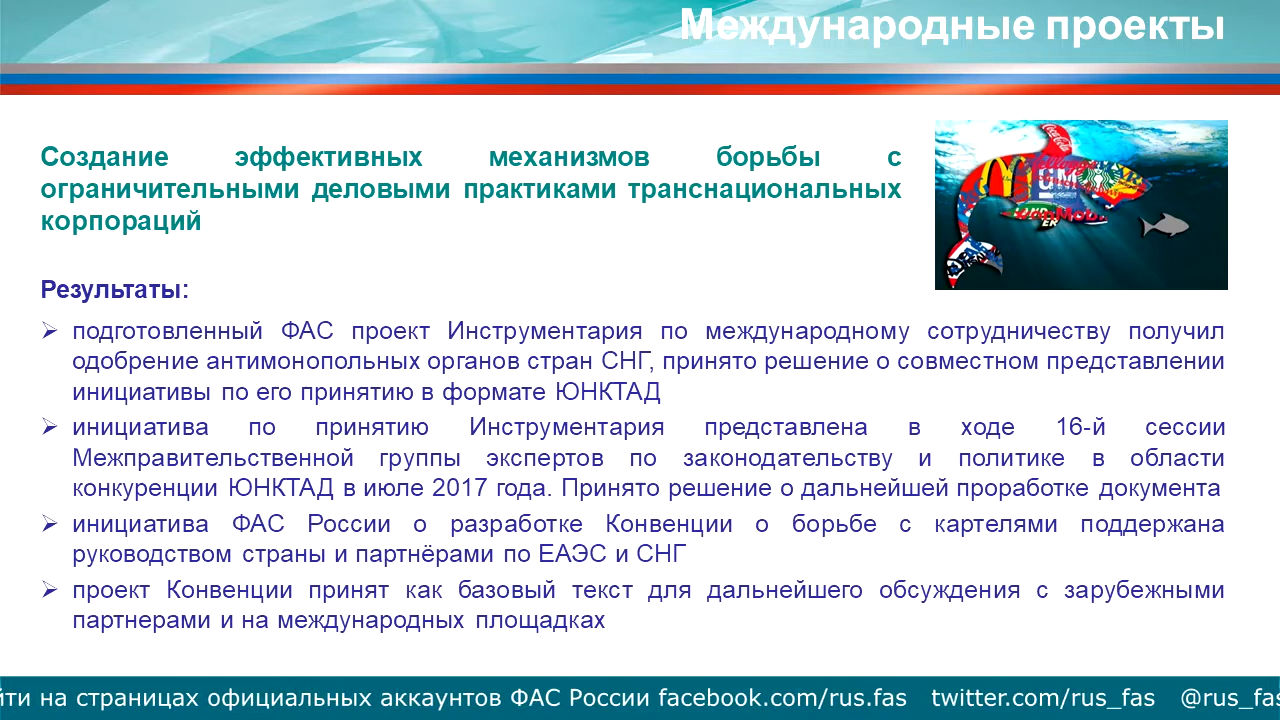 Международные проекты
Создание эффективных механизмов борьбы с
ограничительными деловыми практиками транснациональных
корпораций
Coca-Cola
GM
Результаты:
подготовленный ФАС проект Инструментария по международному сотрудничеству получил
одобрение антимонопольных органов стран СНГ, принято решение о совместном представлении
инициативы по его принятию в формате ЮНКТАД
инициатива по принятию Инструментария представлена в ходе 16-й сессии
Межправительственной группы экспертов по законодательству и политике в области
конкуренции ЮНКТАД в июле 2017 года. Принято решение о дальнейшей проработке документа
инициатива ФАС России о разработке Конвенции о борьбе с картелями поддержана
руководством страны и партнёрами по ЕАЭС и СНГ
проект Конвенции принят как базовый текст для дальнейшего обсуждения с зарубежными
партнерами и на международных площадках
йти на страницах официальных аккаунтов ФАС России facebook.com/rus.fas twitter.com/rus_fas @rus_fas